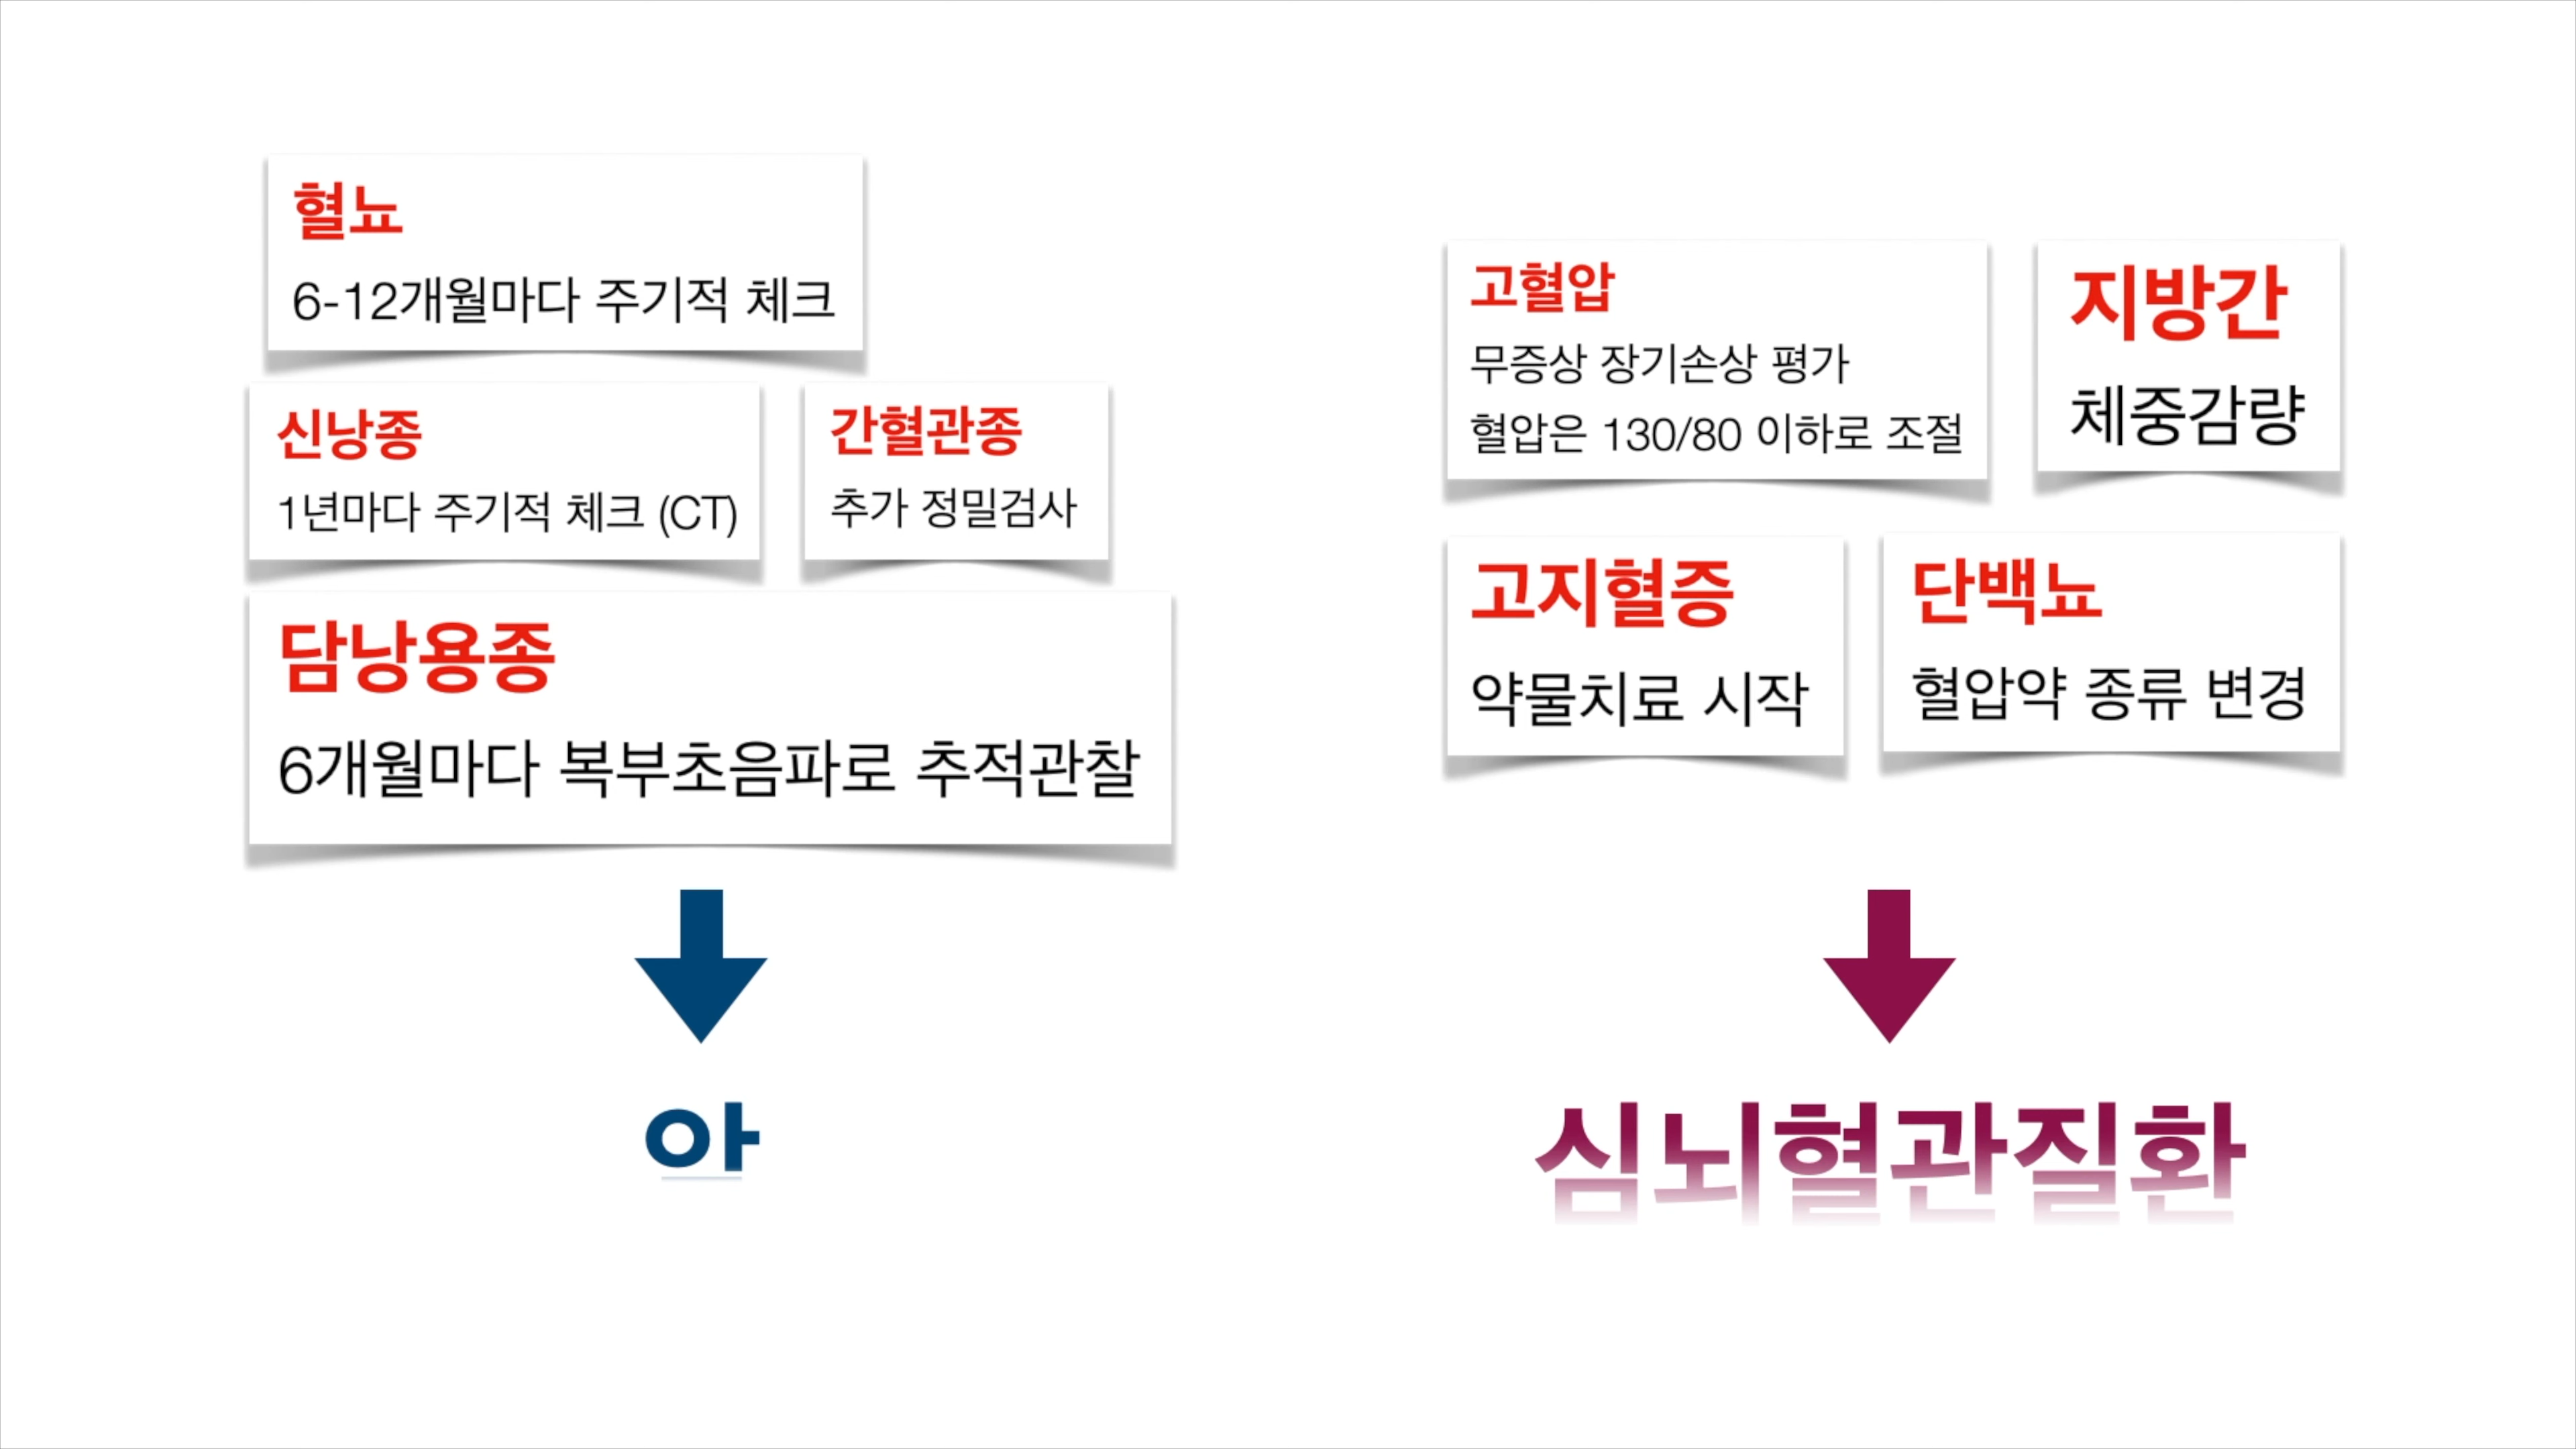 혈뇨
6-12개월마다 주기적 체크
신낭종
1년마다 주기적 체크 (CT)
간혈관종
추가 정밀검사
담낭용종
6개월마다 복부초음파로 추적관찰
고혈압
무증상 장기손상 평가
혈압은 130/80 이하로 조절
지방간
체중감량
고지혈증
약물치료 시작
단백뇨
혈압약 종류 변경
심뇌혈관질환